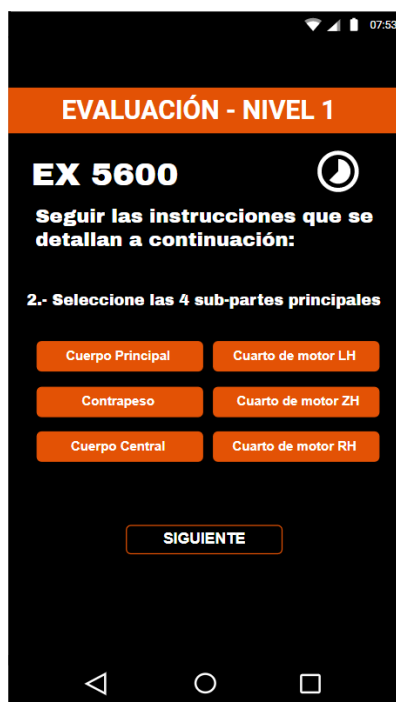 07:53
EVALUACIÓN - NIVEL 1
EX 5600
Seguir las instrucciones que se
detallan a continuación:
2.- Seleccione las 4 sub-partes principales
Cuerpo Principal
Cuarto de motor LH
Contrapeso
Cuarto de motor ZH
Cuerpo Central
Cuarto de motor RH
SIGUIENTE